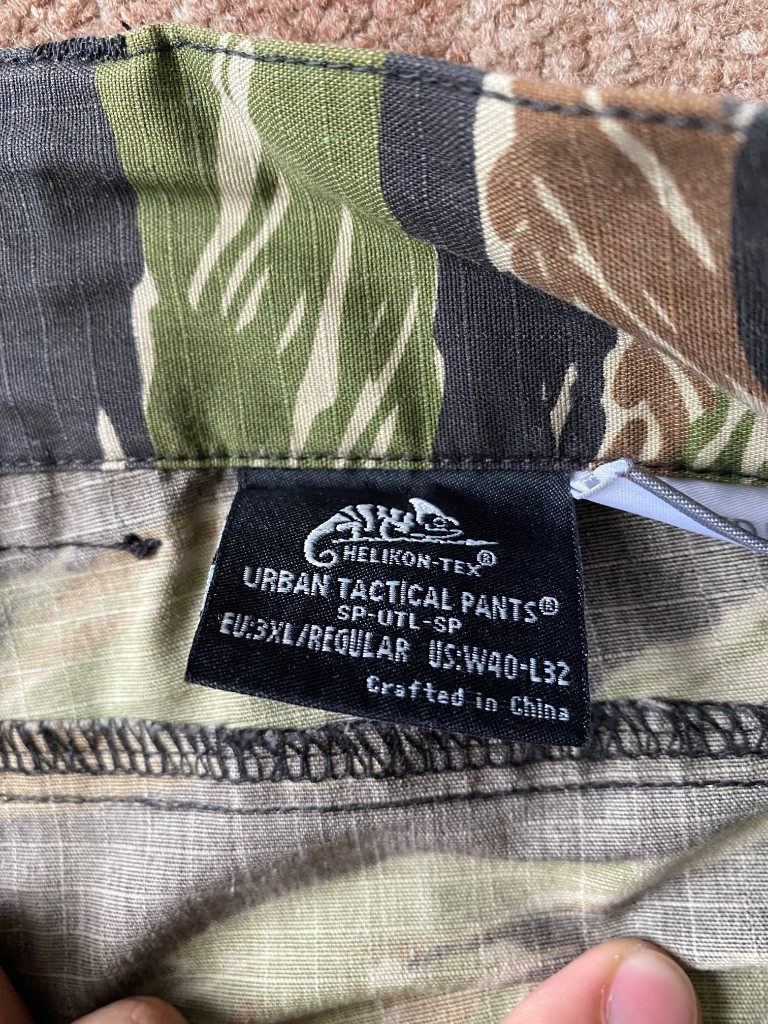 HELIKON-TEX®
URBAN TACTICAL PANTS®
SP-UTL-SP
EU:3XL/REGULAR US:W40-L32
Crafted in China